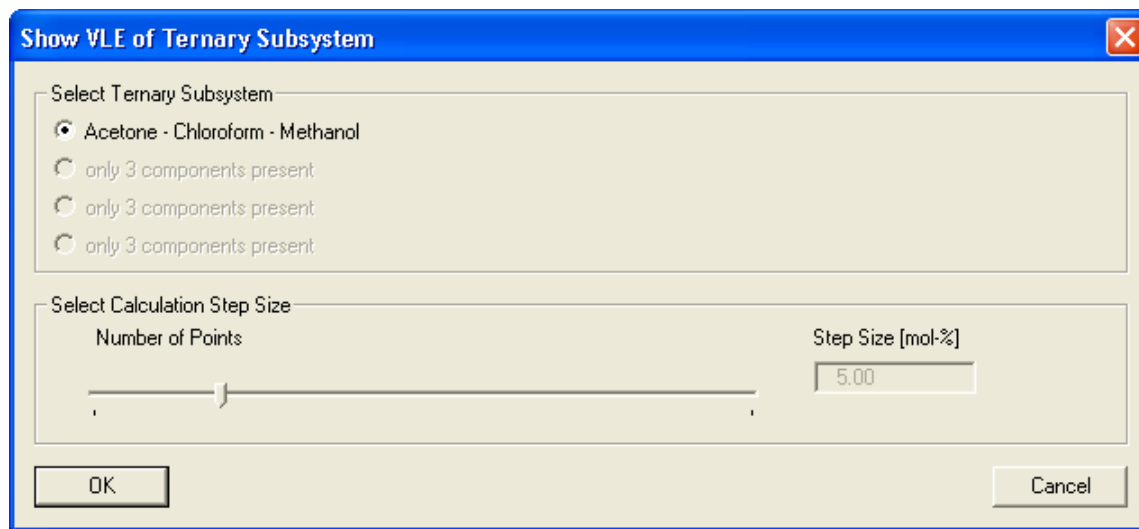 Show VLE of Ternary Subsystem
Select Ternary Subsystem
Acetone - Chloroform - Methanol
only 3 components present
only 3 components present
only 3 components present
Select Calculation Step Size
Number of Points
Step Size [mol-%]
5.00
OK
Cancel